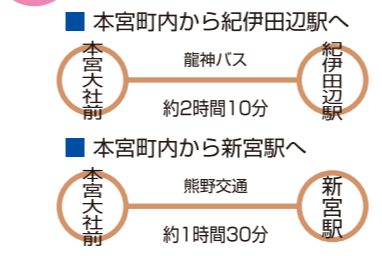 ■ 本宮町内から紀伊田辺駅へ
本宮大社前
龍神バス
約2時間10分
紀伊田辺駅
■ 本宮町内から新宮駅へ
本宮大社前
熊野交通
約1時間30分
新宮駅